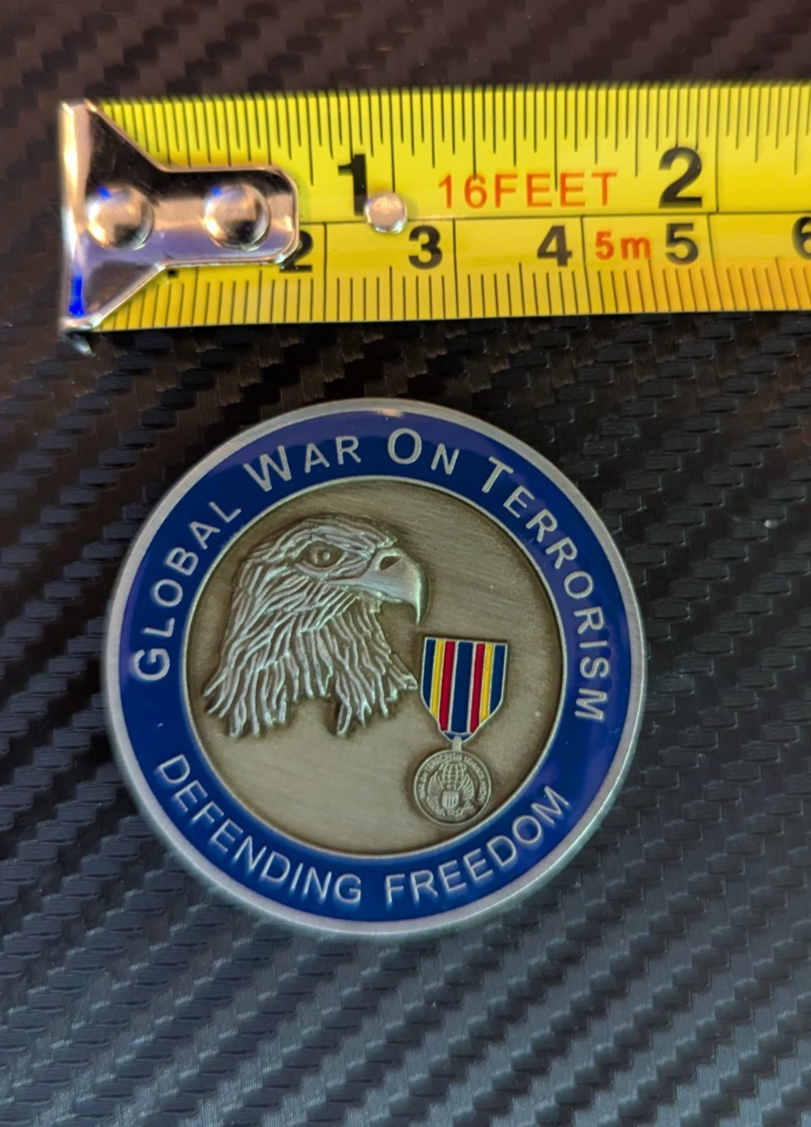 1 16FEET 2
2 3 4 5m 5 6
GLOBAL WAR ON TERRORISM
DEFENDING FREEDOM